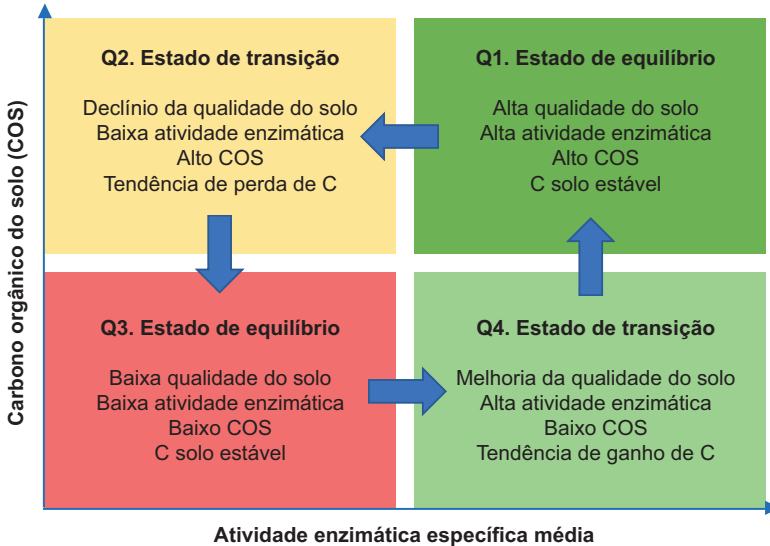 Carbono orgânico do solo (COS)
Q2. Estado de transição
Declínio da qualidade do solo
Baixa atividade enzimática
Alto COS
Tendência de perda de C
Q1. Estado de equilíbrio
Alta qualidade do solo
Alta atividade enzimática
Alto COS
C solo estável
Q3. Estado de equilíbrio
Baixa qualidade do solo
Baixa atividade enzimática
Baixo COS
C solo estável
Q4. Estado de transição
Melhoria da qualidade do solo
Alta atividade enzimática
Baixo COS
Tendência de ganho de C
Atividade enzimática específica média